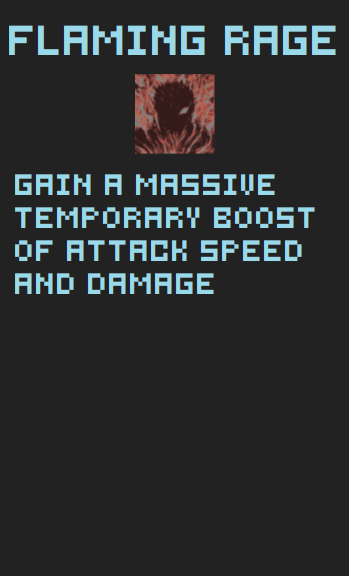 FLAMING RAGE
GAIN A MASSIVE
TEMPORARY BOOST
OF ATTACK SPEED
AND DAMAGE